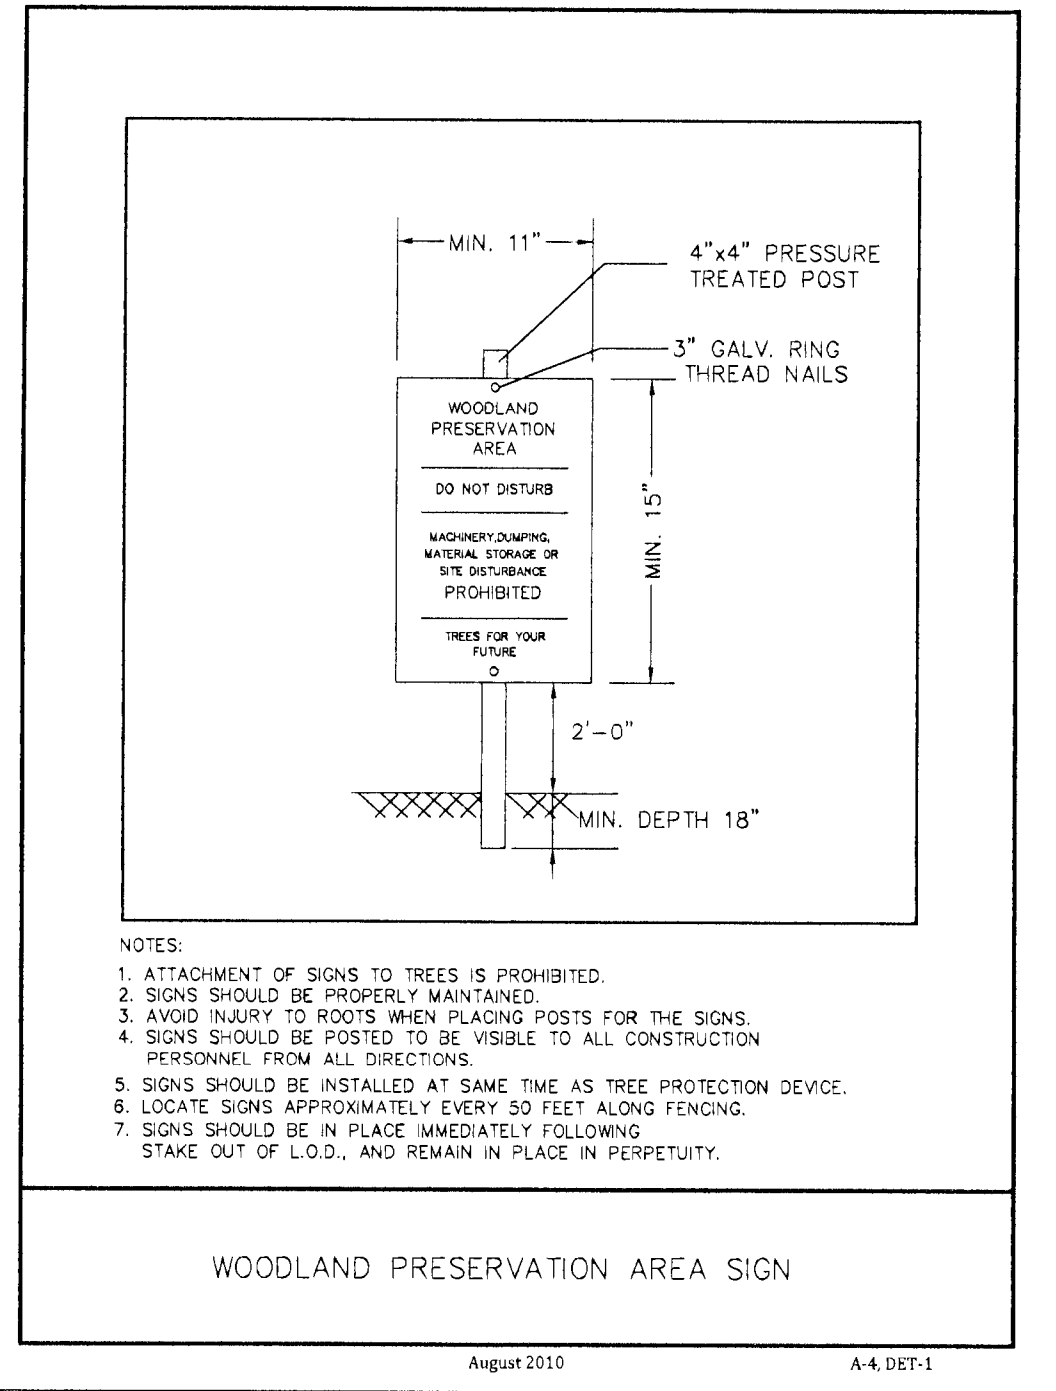 MIN. 11"
4"x4" PRESSURE
TREATED POST
3" GALV. RING
THREAD NAILS
WOODLAND
PRESERVATION
AREA
DO NOT DISTURB
MACHINERY,DUMPING,
MATERIAL STORAGE OR
SITE DISTURBANCE
PROHIBITED
TREES FOR YOUR
FUTURE
MIN. 15"
2'-0"
MIN. DEPTH 18"
NOTES:
1. ATTACHMENT OF SIGNS TO TREES IS PROHIBITED.
2. SIGNS SHOULD BE PROPERLY MAINTAINED.
3. AVOID INJURY TO ROOTS WHEN PLACING POSTS FOR THE SIGNS.
4. SIGNS SHOULD BE POSTED TO BE VISIBLE TO ALL CONSTRUCTION
PERSONNEL FROM ALL DIRECTIONS.
5. SIGNS SHOULD BE INSTALLED AT SAME TIME AS TREE PROTECTION DEVICE.
6. LOCATE SIGNS APPROXIMATELY EVERY 50 FEET ALONG FENCING.
7. SIGNS SHOULD BE IN PLACE IMMEDIATELY FOLLOWING
STAKE OUT OF L.O.D., AND REMAIN IN PLACE IN PERPETUITY.
WOODLAND PRESERVATION AREA SIGN
August 2010
A-4, DET-1